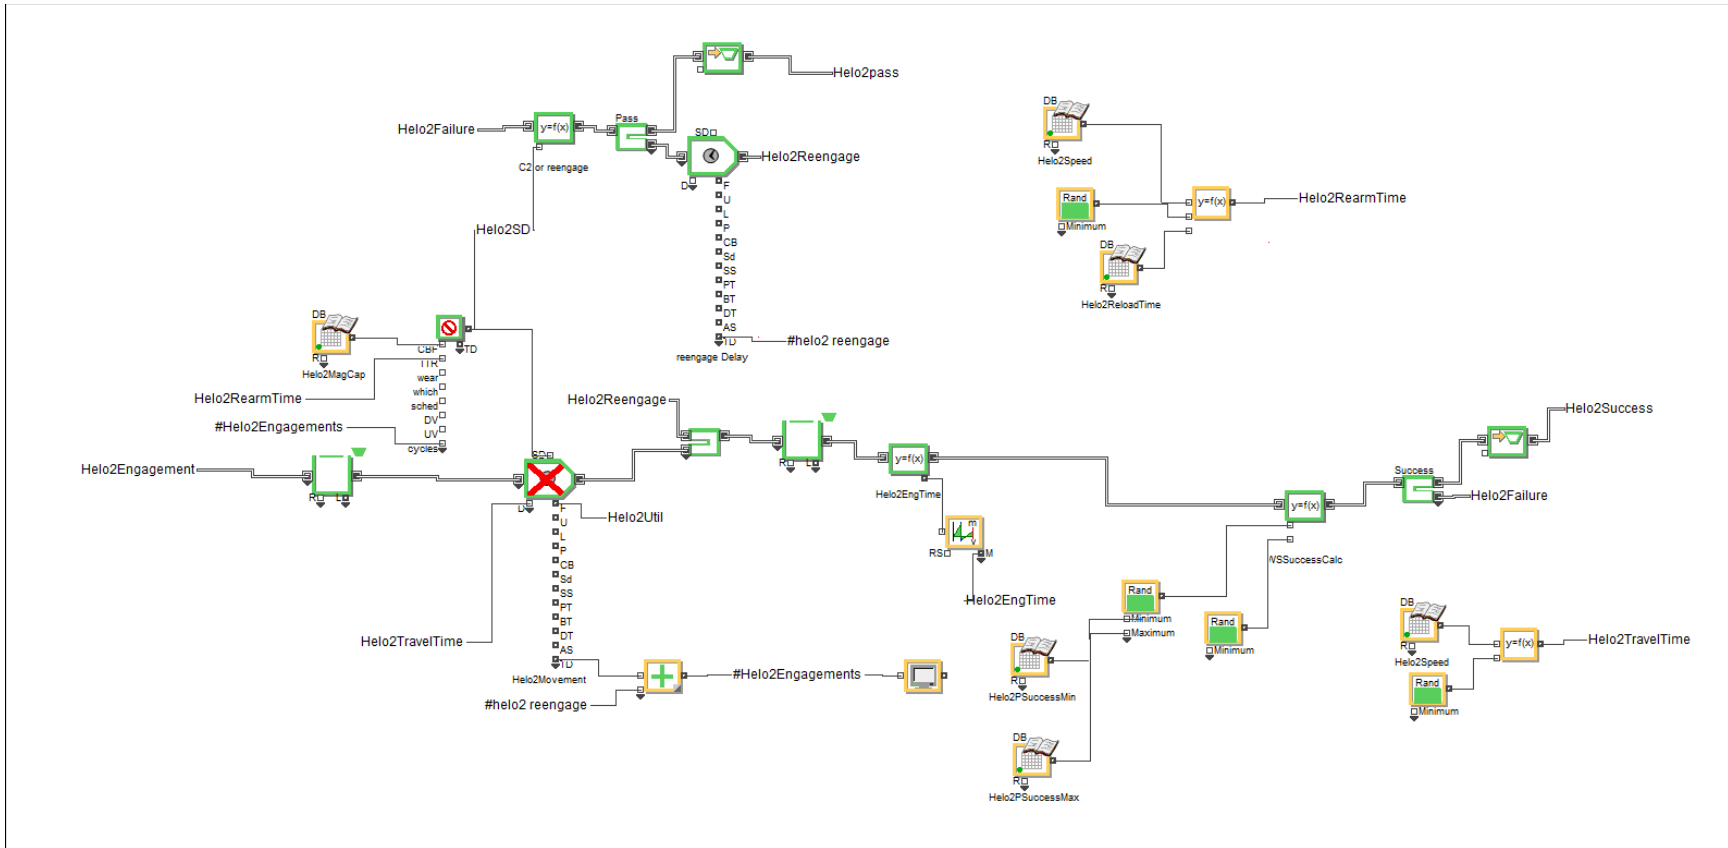 Helo2pass
DB
Pass
Helo2Failure
y=f(x)
SD
Helo2Reengage
R
Helo2Speed
C2 or reengage
D
F
U
L
P
CB
Sd
SS
PT
BT
DT
AS
TD
#helo2 reengage
reengage Delay
Rand
Minimum
y=f(x)
Helo2RearmTime
DB
R
Helo2ReloadTime
Helo2SD
DB
R
Helo2MagCap
CBF
TD
TTR
wear
which
sched
DV
UV
cycles
Helo2RearmTime
#Helo2Engagements
Helo2Engagement
R
L
Helo2Reengage
R
L
y=f(x)
Helo2EngTime
SD
D
F
U
L
P
CB
Sd
SS
PT
BT
DT
AS
TD
Helo2Util
Helo2TravelTime
Helo2Movement
#helo2 reengage
#Helo2Engagements
m
v
RS
M
Helo2EngTime
Helo2Success
Success
Helo2Failure
y=f(x)
WSSuccessCalc
Rand
Minimum
Maximum
Rand
Minimum
DB
R
Helo2PSuccessMin
DB
R
Helo2PSuccessMax
DB
R
Helo2Speed
y=f(x)
Helo2TravelTime
Rand
Minimum